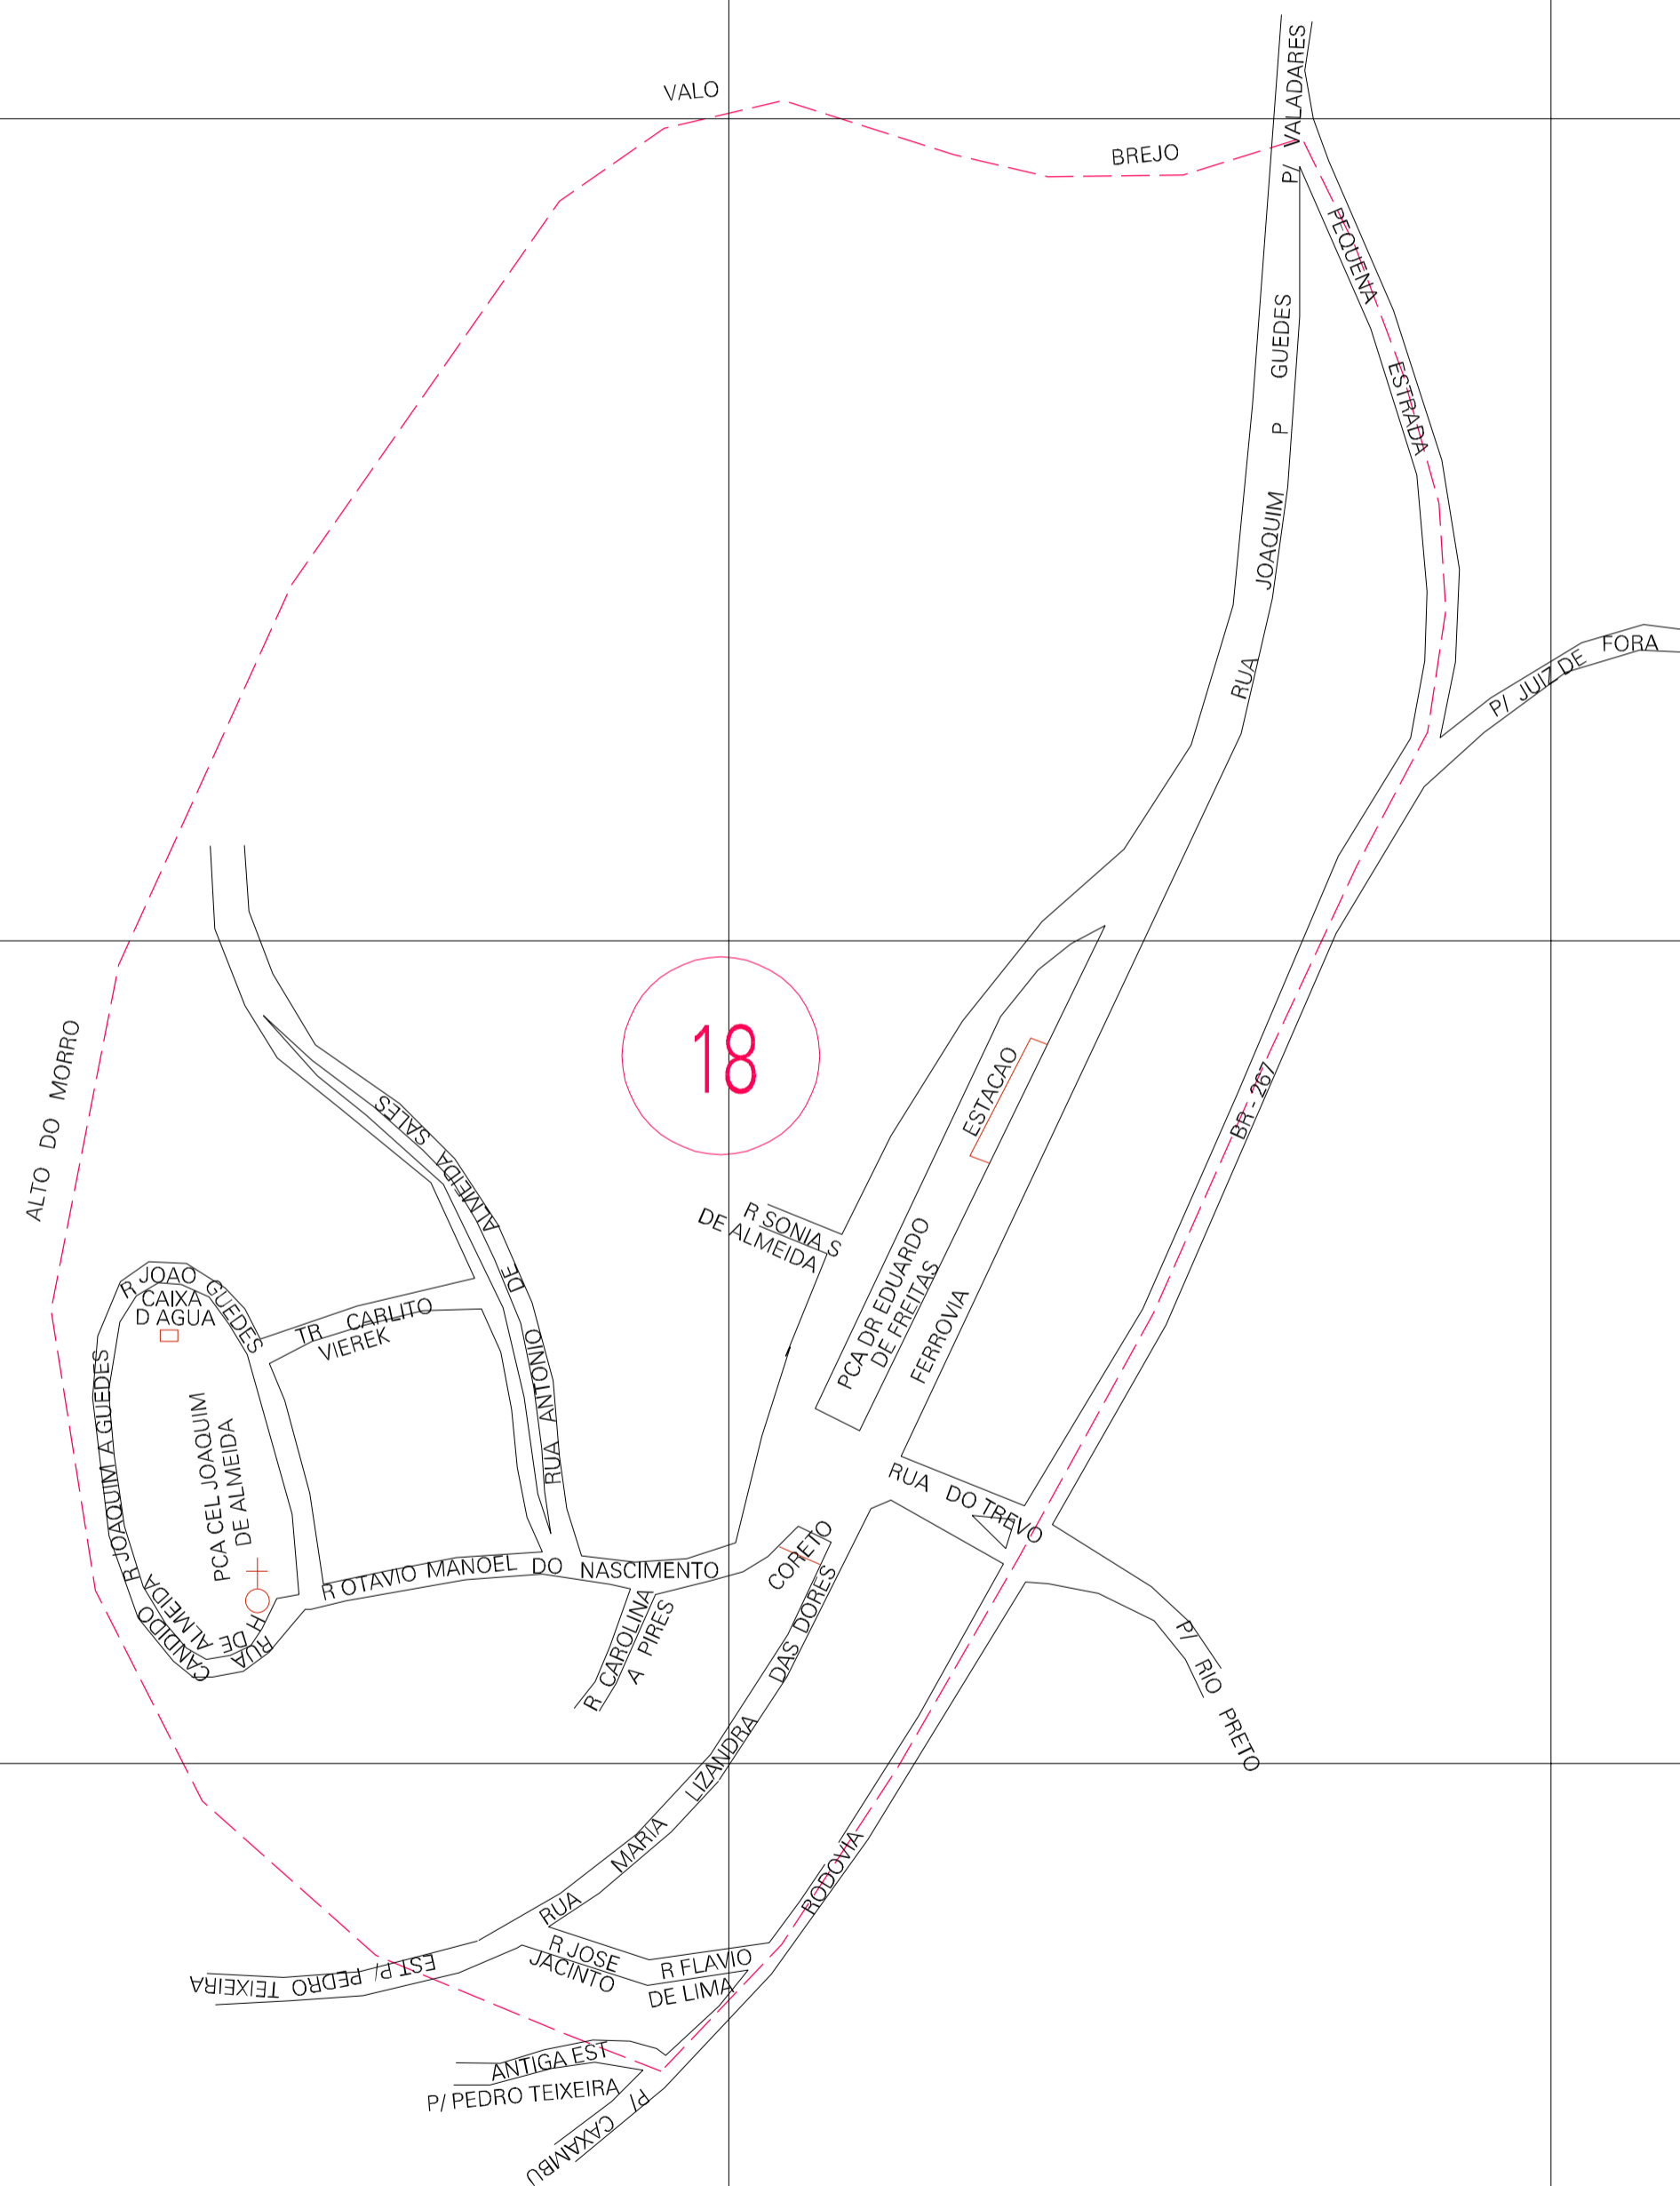 VALO
BREJO
P/ VALADARES
PEQUENA ESTRADA
RUA JOAQUIM P GUEDES
P/ JUIZ DE FORA
ALTO DO MORRO
18
BR - 267
ESTACAO
RUA ANTONIO DE ALMEIDA SALES
R SONIA S
DE ALMEIDA
PCA DR EDUARDO
DE FREITAS
FERROVIA
R JOAO GUEDES
CAIXA
D AGUA
TR CARLITO
VIEREK
R JOAQUIM A GUEDES
PCA CEL JOAQUIM
DE ALMEIDA
RUA CANDIDO
H DE ALMEIDA
R OTAVIO MANOEL DO NASCIMENTO
RUA DO TREVO
CORETO
R CAROLINA
A PIRES
RUA MARIA LIZANDRA DAS DORES
P/ RIO PRETO
RODOVIA
EST P/ PEDRO TEIXEIRA
R JOSE
JACINTO
R FLAVIO
DE LIMA
ANTIGA EST
P/ PEDRO TEIXEIRA
P/ CAXAMBU